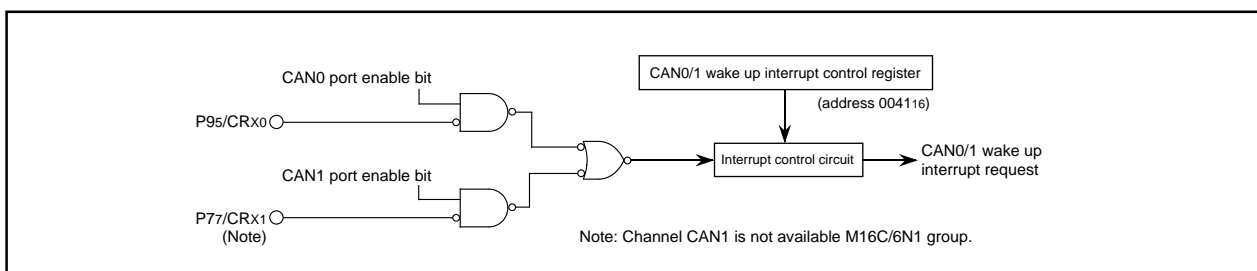 CAN0/1 wake up interrupt control register
CAN0 port enable bit
(address 004116)
P95/CRX0
Interrupt control circuit
CAN0/1 wake up
interrupt request
CAN1 port enable bit
P77/CRX1
(Note)
Note: Channel CAN1 is not available M16C/6N1 group.